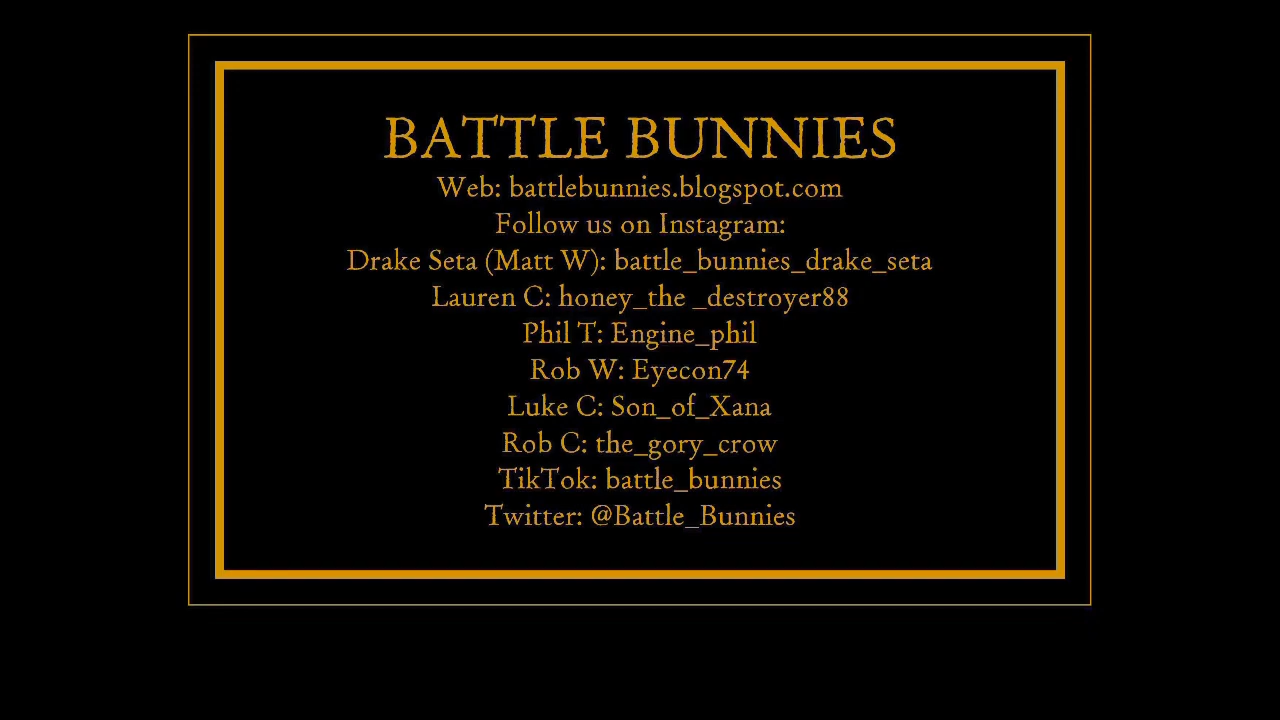 BATTLE BUNNIES
Web: battlebunnies.blogspot.com
Follow us on Instagram:
Drake Seta (Matt W): battle_bunnies_drake_seta
Lauren C: honey_the _destroyer88
Phil T: Engine_phil
Rob W: Eyecon74
Luke C: Son_of_Xana
Rob C: the_gory_crow
TikTok: battle_bunnies
Twitter: @Battle_Bunnies